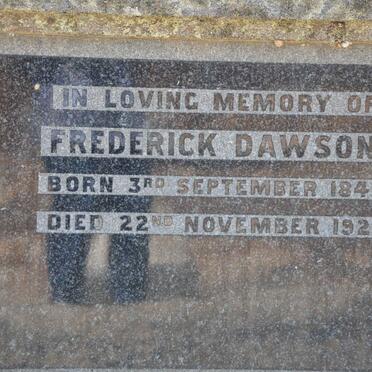 IN LOVING MEMORY OF
FREDERICK DAWSON
BORN 3RD SEPTEMBER 184
DIED 22ND NOVEMBER 192